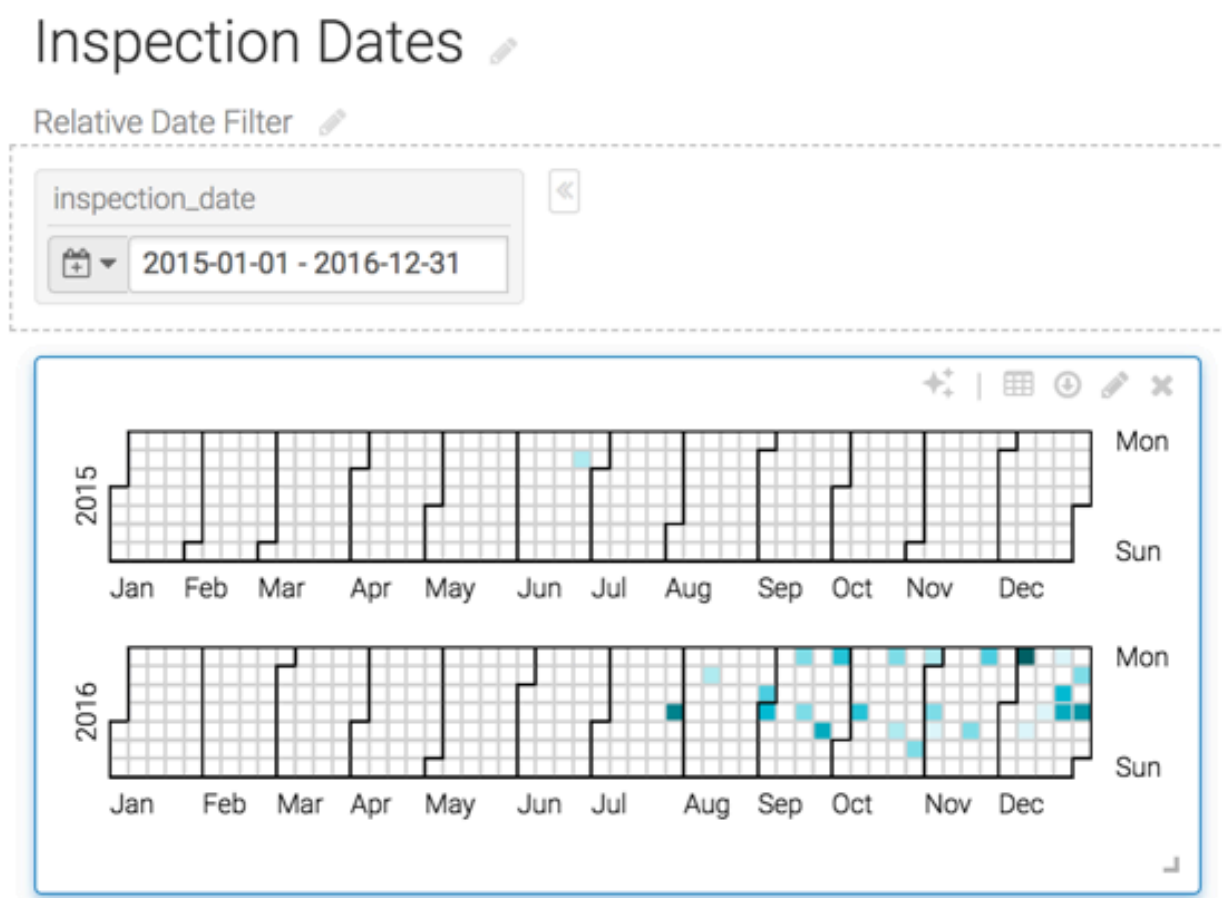 Inspection Dates
Relative Date Filter
inspection_date
2015-01-01 - 2016-12-31
2015
Mon
Sun
Jan Feb Mar Apr May Jun Jul Aug Sep Oct Nov Dec
2016
Mon
Sun
Jan Feb Mar Apr May Jun Jul Aug Sep Oct Nov Dec